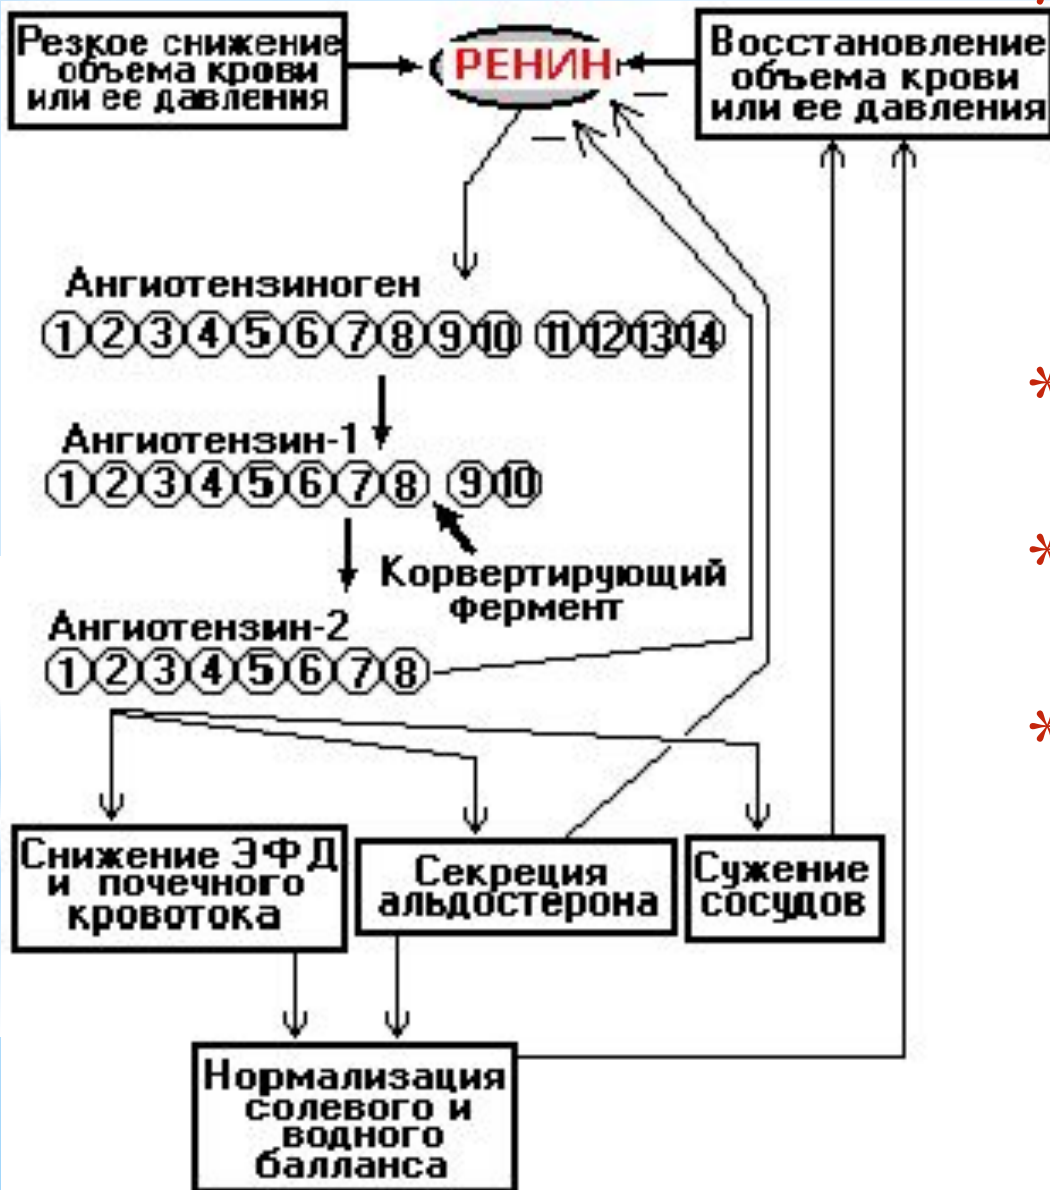 Резкое снижение
объема крови
или ее давления
РЕНИН
Восстановление
объема крови
или ее давления
—
—
Ангиотензиноген
1 2 3 4 5 6 7 8 9 10 11 12 13 14
Ангиотензин-1
1 2 3 4 5 6 7 8 9 10
Корвертирующий
фермент
Ангиотензин-2
1 2 3 4 5 6 7 8
Снижение ЭФД
и почечного
кровотока
Секреция
альдостерона
Сужение
сосудов
Нормализация
солевого и
водного
балланса
*
*
*
*